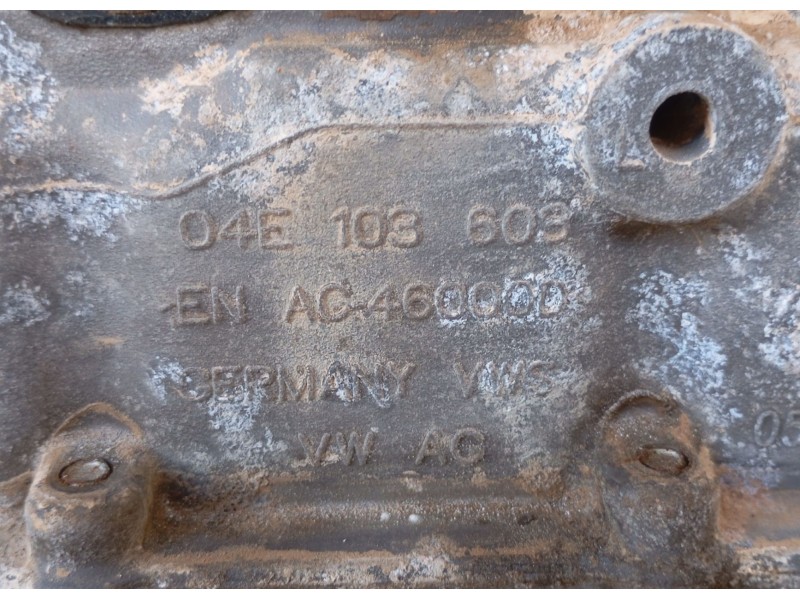 04E 103 603
EN AC-46000D
GERMANY VWS
VW AG